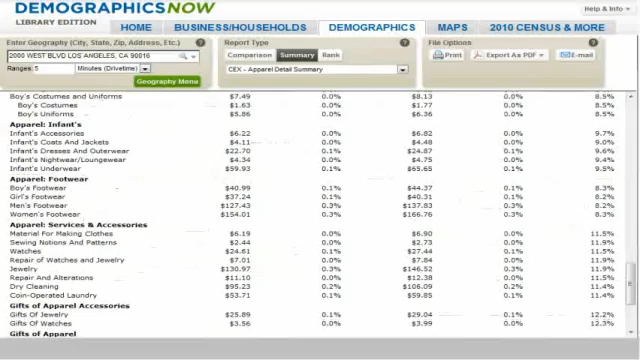 DEMOGRAPHICSNOW
LIBRARY EDITION
Help & Info
HOME BUSINESS/HOUSEHOLDS DEMOGRAPHICS MAPS 2010 CENSUS & MORE
Enter Geography (City, State, Zip, Address, Etc.) ? Report Type ? File Options ?
2000 WEST BLVD LOS ANGELES, CA 90016 Comparison Summary Rank Print Export As PDF E-Mail
Ranges: 5 Minutes (Drivetime) CEX - Apparel Detail Summary
Geography Menu
Boy's Costumes and Uniforms $7.49 0.0% $8.13 0.0% 8.5%
Boy's Costumes $1.63 0.0% $1.77 0.0% 8.5%
Boy's Uniforms $5.86 0.0% $6.36 0.0% 8.5%
Apparel: Infant's
Infant's Accessories $6.22 0.0% $6.82 0.0% 9.7%
Infant's Coats And Jackets $4.11 0.0% $4.48 0.0% 9.0%
Infant's Dresses And Outerwear $22.70 0.1% $24.87 0.1% 9.6%
Infant's Nightwear/Loungewear $4.34 0.0% $4.75 0.0% 9.4%
Infant's Underwear $59.93 0.1% $65.65 0.1% 9.5%
Apparel: Footwear
Boy's Footwear $40.99 0.1% $44.37 0.1% 8.3%
Girl's Footwear $37.24 0.1% $40.31 0.1% 8.2%
Men's Footwear $127.43 0.3% $137.83 0.3% 8.2%
Women's Footwear $154.01 0.3% $166.76 0.3% 8.3%
Apparel: Services & Accessories
Material For Making Clothes $6.19 0.0% $6.90 0.0% 11.5%
Sewing Notions And Patterns $2.44 0.0% $2.73 0.0% 11.9%
Watches $24.61 0.1% $27.44 0.1% 11.5%
Repair of Watches and Jewelry $7.01 0.0% $7.84 0.0% 11.9%
Jewelry $130.97 0.3% $146.52 0.3% 11.9%
Repair And Alterations $11.10 0.0% $12.38 0.0% 11.5%
Dry Cleaning $95.23 0.2% $106.09 0.2% 11.4%
Coin-Operated Laundry $53.71 0.1% $59.85 0.1% 11.4%
Gifts Of Apparel Accessories
Gifts Of Jewelry $25.89 0.1% $29.04 0.1% 12.2%
Gifts Of Watches $3.56 0.0% $3.99 0.0% 12.3%
Gifts of Apparel